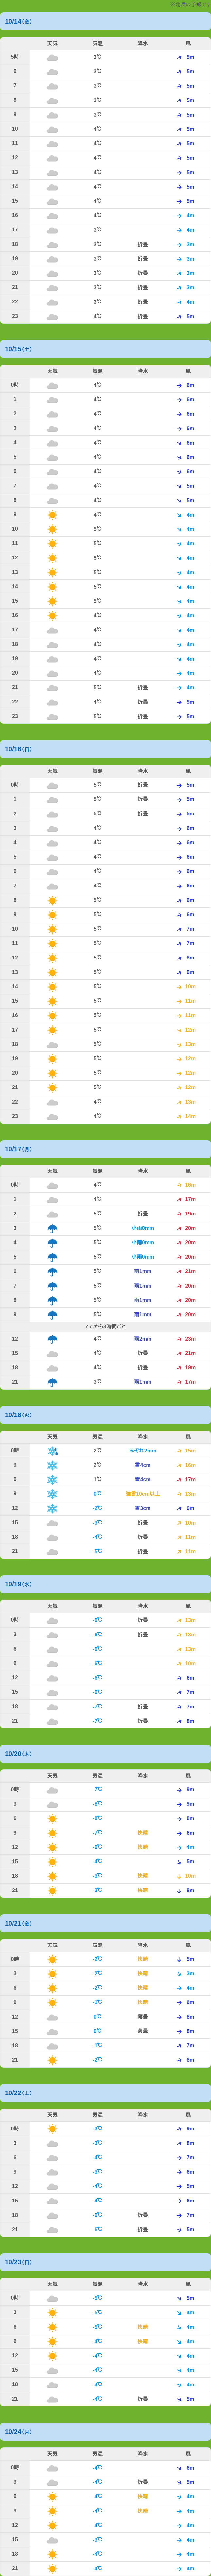 10/14(金)
天気 気温 降水 風
5時 3℃ 5m
6 3℃ 5m
7 3℃ 5m
8 3℃ 5m
9 3℃ 5m
10 4℃ 5m
11 4℃ 5m
12 4℃ 5m
13 4℃ 5m
14 4℃ 5m
15 4℃ 5m
16 4℃ 4m
17 3℃ 4m
18 3℃ 折畳 3m
19 3℃ 折畳 3m
20 3℃ 折畳 3m
21 3℃ 折畳 3m
22 3℃ 折畳 4m
23 4℃ 折畳 5m
10/15(土)
天気 気温 降水 風
0時 4℃ 6m
1 4℃ 6m
2 4℃ 6m
3 4℃ 6m
4 4℃ 6m
5 4℃ 6m
6 4℃ 6m
7 4℃ 5m
8 4℃ 5m
9 4℃ 4m
10 5℃ 4m
11 5℃ 4m
12 5℃ 4m
13 5℃ 4m
14 5℃ 4m
15 5℃ 4m
16 5℃ 4m
17 4℃ 4m
18 4℃ 4m
19 4℃ 4m
20 4℃ 4m
21 5℃ 折畳 4m
22 4℃ 折畳 5m
23 5℃ 折畳 5m
10/16(日)
天気 気温 降水 風
0時 5℃ 折畳 5m
1 5℃ 折畳 5m
2 5℃ 折畳 5m
3 4℃ 6m
4 4℃ 6m
5 4℃ 6m
6 4℃ 6m
7 4℃ 6m
8 5℃ 6m
9 5℃ 6m
10 5℃ 7m
11 5℃ 7m
12 5℃ 8m
13 5℃ 9m
14 5℃ 10m
15 5℃ 11m
16 5℃ 11m
17 5℃ 12m
18 5℃ 13m
19 5℃ 12m
20 5℃ 12m
21 5℃ 12m
22 4℃ 13m
23 4℃ 14m
10/17(月)
天気 気温 降水 風
0時 4℃ 16m
1 4℃ 17m
2 5℃ 折畳 19m
3 5℃ 小雨0mm 20m
4 5℃ 小雨0mm 20m
5 5℃ 小雨0mm 20m
6 5℃ 雨1mm 21m
7 5℃ 雨1mm 20m
8 5℃ 雨1mm 20m
9 5℃ 雨1mm 20m
ここから3時間ごと
12 4℃ 雨2mm 23m
15 4℃ 折畳 21m
18 4℃ 折畳 19m
21 3℃ 雨1mm 17m
10/18(火)
天気 気温 降水 風
0時 2℃ みぞれ2mm 15m
3 2℃ 雪4cm 16m
6 1℃ 雪4cm 17m
9 0℃ 強雪10cm以上 13m
12 -2℃ 雪3cm 9m
15 -3℃ 折畳 10m
18 -4℃ 折畳 11m
21 -5℃ 折畳 11m
10/19(水)
天気 気温 降水 風
0時 -6℃ 折畳 13m
3 -6℃ 折畳 13m
6 -6℃ 12m
9 -6℃ 10m
12 -6℃ 6m
15 -6℃ 7m
18 -7℃ 折畳 7m
21 -7℃ 折畳 8m
10/20(木)
天気 気温 降水 風
0時 -7℃ 9m
3 -8℃ 9m
6 -8℃ 8m
9 -7℃ 快晴 6m
12 -6℃ 快晴 4m
15 -4℃ 5m
18 -3℃ 快晴 10m
21 -3℃ 快晴 8m
10/21(金)
天気 気温 降水 風
0時 -2℃ 快晴 5m
3 -2℃ 快晴 3m
6 -2℃ 快晴 4m
9 -1℃ 快晴 6m
12 0℃ 薄曇 8m
15 0℃ 薄曇 8m
18 -1℃ 7m
21 -2℃ 8m
10/22(土)
天気 気温 降水 風
0時 -3℃ 9m
3 -3℃ 8m
6 -4℃ 7m
9 -3℃ 6m
12 -4℃ 5m
15 -4℃ 6m
18 -6℃ 折畳 7m
21 -6℃ 折畳 5m
10/23(日)
天気 気温 降水 風
0時 -5℃ 5m
3 -5℃ 4m
6 -5℃ 快晴 4m
9 -4℃ 快晴 4m
12 -4℃ 4m
15 -4℃ 4m
18 -4℃ 4m
21 -4℃ 折畳 5m
10/24(月)
天気 気温 降水 風
0時 -4℃ 6m
3 -4℃ 折畳 5m
6 -4℃ 快晴 4m
9 -4℃ 快晴 4m
12 -4℃ 4m
15 -3℃ 4m
18 -4℃ 4m
21 -4℃ 4m